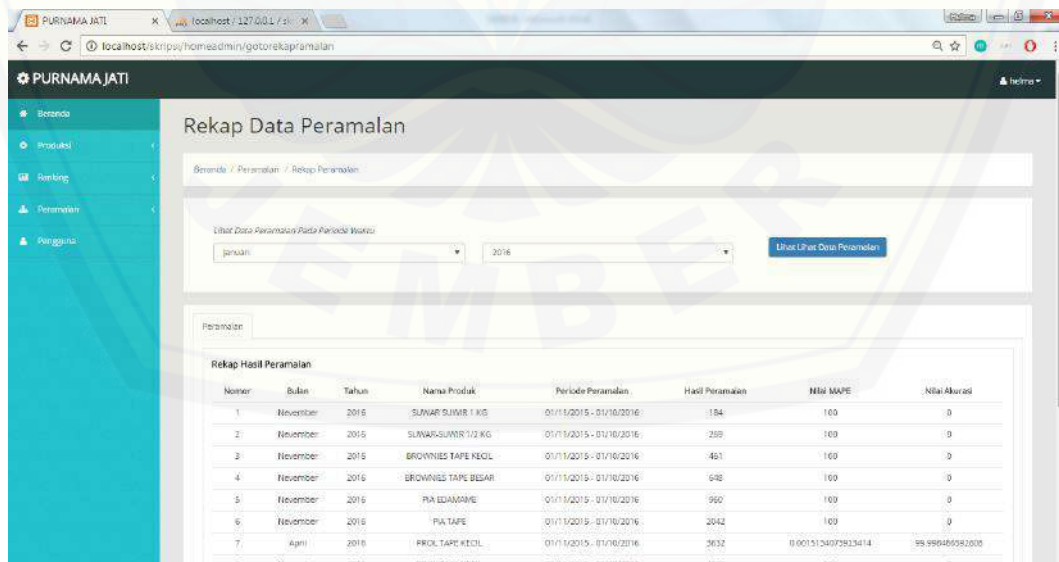 PURNAMA JATI
localhost / 127.0.0.1 / sk
localhost/skripsi/homeadmin/gotorekapramalan
PURNAMA JATI
helma
Beranda
Produksi
Ranking
Peramalan
Pengguna
Rekap Data Peramalan
Beranda / Peramalan / Rekap Peramalan
Lihat Data Peramalan Pada Periode Waktu
Januari 2016 Lihat Lihat Data Peramalan
Peramalan
Rekap Hasil Peramalan
Nomor Bulan Tahun Nama Produk Periode Peramalan Hasil Peramalan Nilai MAPE Nilai Akurasi
1 November 2016 SUWAR SUWIR 1 KG 01/11/2015 - 01/10/2016 184 100 0
2 November 2016 SUWAR-SUWIR 1/2 KG 01/11/2015 - 01/10/2016 269 100 0
3 November 2016 BROWNIES TAPE KECIL 01/11/2015 - 01/10/2016 461 100 0
4 November 2016 BROWNIES TAPE BESAR 01/11/2015 - 01/10/2016 648 100 0
5 November 2016 PIA EDAMAME 01/11/2015 - 01/10/2016 960 100 0
6 November 2016 PIA TAPE 01/11/2015 - 01/10/2016 2042 100 0
7 April 2016 PROL TAPE KECIL 01/11/2015 - 01/10/2016 3632
JEMBER